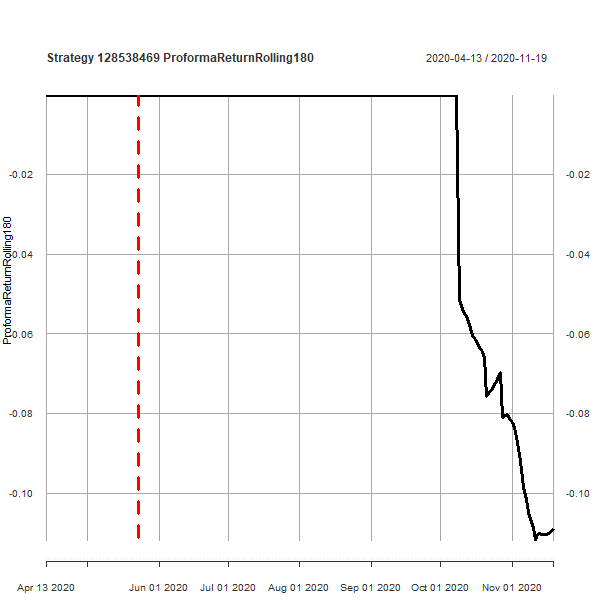 Strategy 128538469 ProformaReturnRolling180
2020-04-13 / 2020-11-19
ProformaReturnRolling180
-0.02
-0.04
-0.06
-0.08
-0.10
-0.02
-0.04
-0.06
-0.08
-0.10
Apr 13 2020
Jun 01 2020
Jul 01 2020
Aug 01 2020
Sep 01 2020
Oct 01 2020
Nov 01 2020